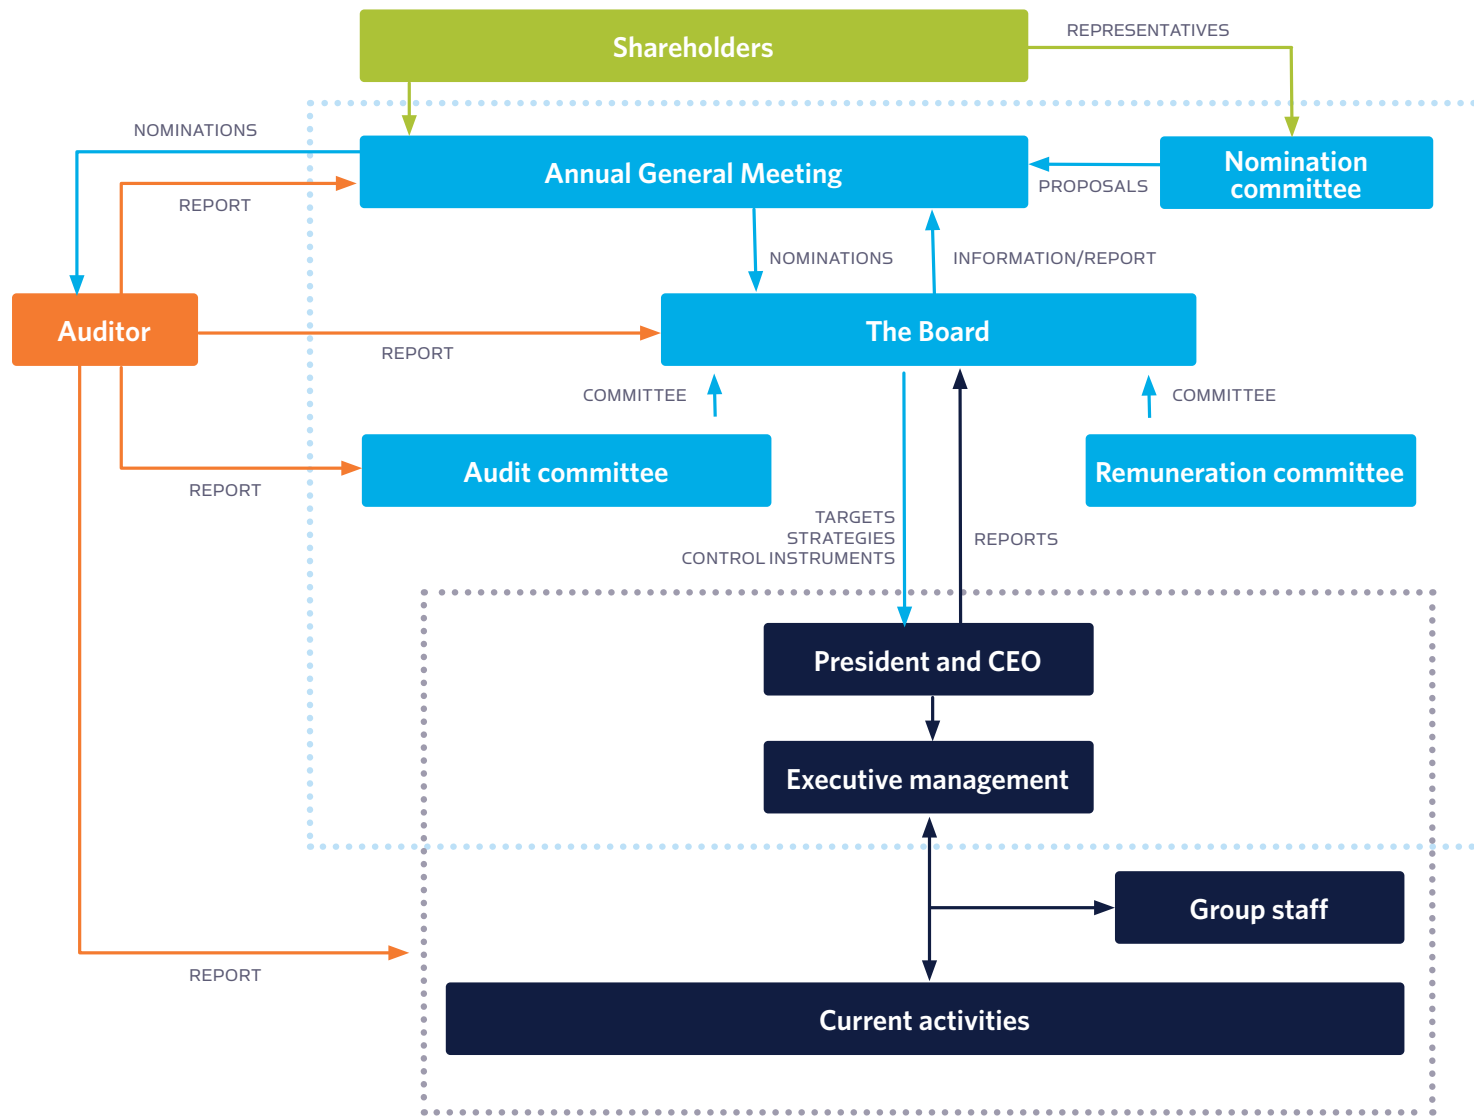 Shareholders
REPRESENTATIVES
NOMINATIONS
Annual General Meeting
Nomination
committee
PROPOSALS
REPORT
NOMINATIONS
INFORMATION/REPORT
Auditor
The Board
REPORT
COMMITTEE
COMMITTEE
Audit committee
Remuneration committee
REPORT
TARGETS
STRATEGIES
CONTROL INSTRUMENTS
REPORTS
President and CEO
Executive management
Group staff
REPORT
Current activities